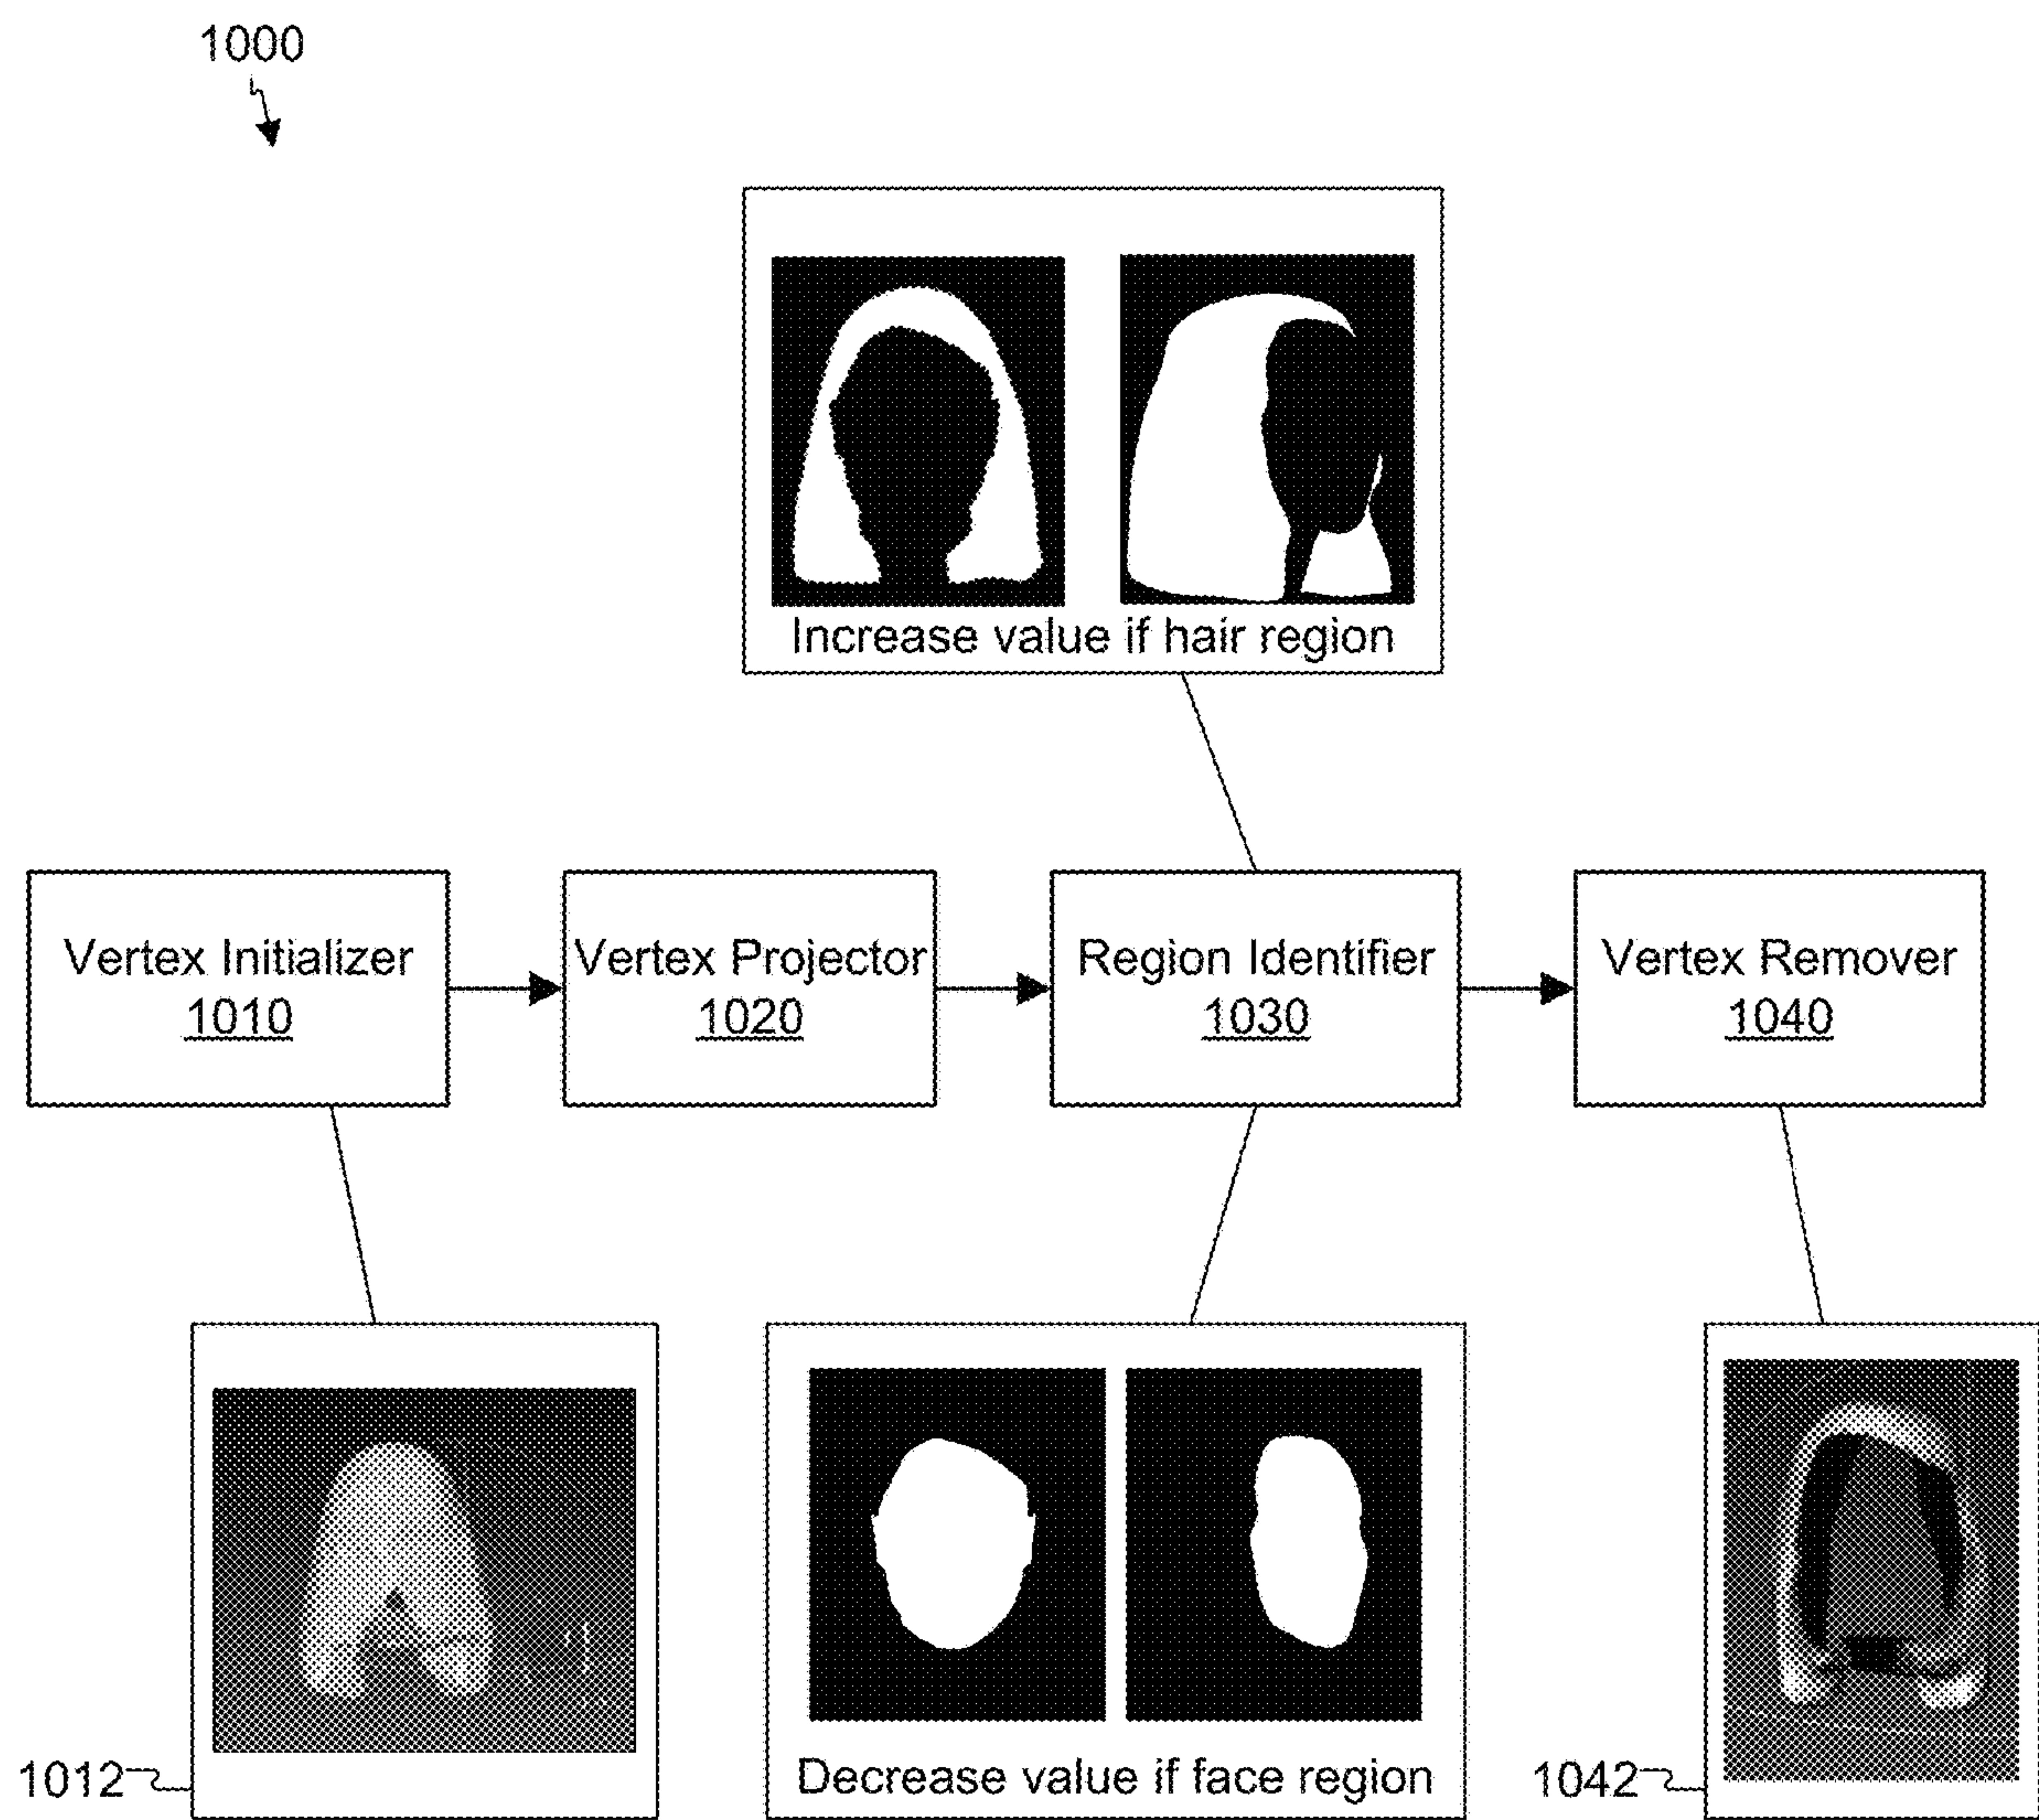 1000
Increase value if hair region
Vertex Initializer
1010
Vertex Projector
1020
Region Identifier
1030
Vertex Remover
1040
1012
Decrease value if face region
1042